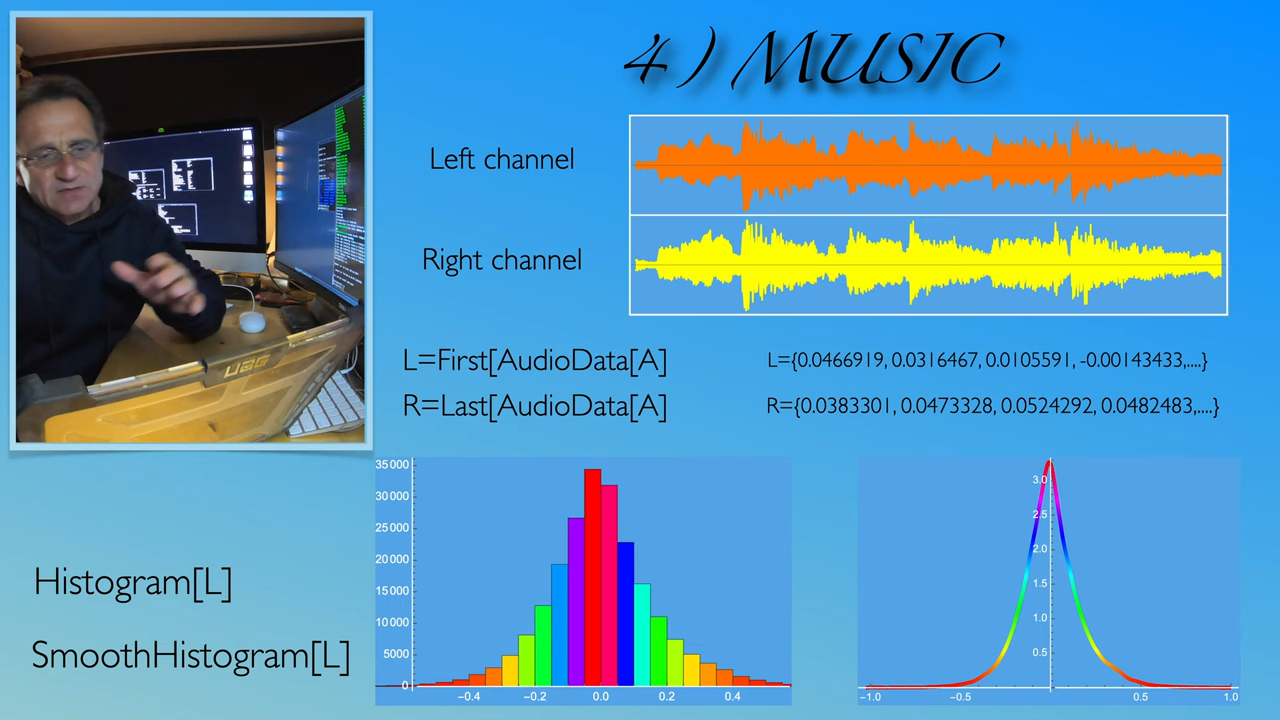 4) MUSIC
Left channel
Right channel
UAG
L=First[AudioData[A]
L={0.0466919, 0.0316467, 0.0105591, -0.00143433,....}
R=Last[AudioData[A]
R={0.0383301, 0.0473328, 0.0524292, 0.0482483,....}
Histogram[L]
SmoothHistogram[L]
35000
30000
25000
20000
15000
10000
5000
0
-0.4 -0.2 0.0 0.2 0.4
3.0
2.5
2.0
1.5
1.0
0.5
-1.0 -0.5 0.5 1.0